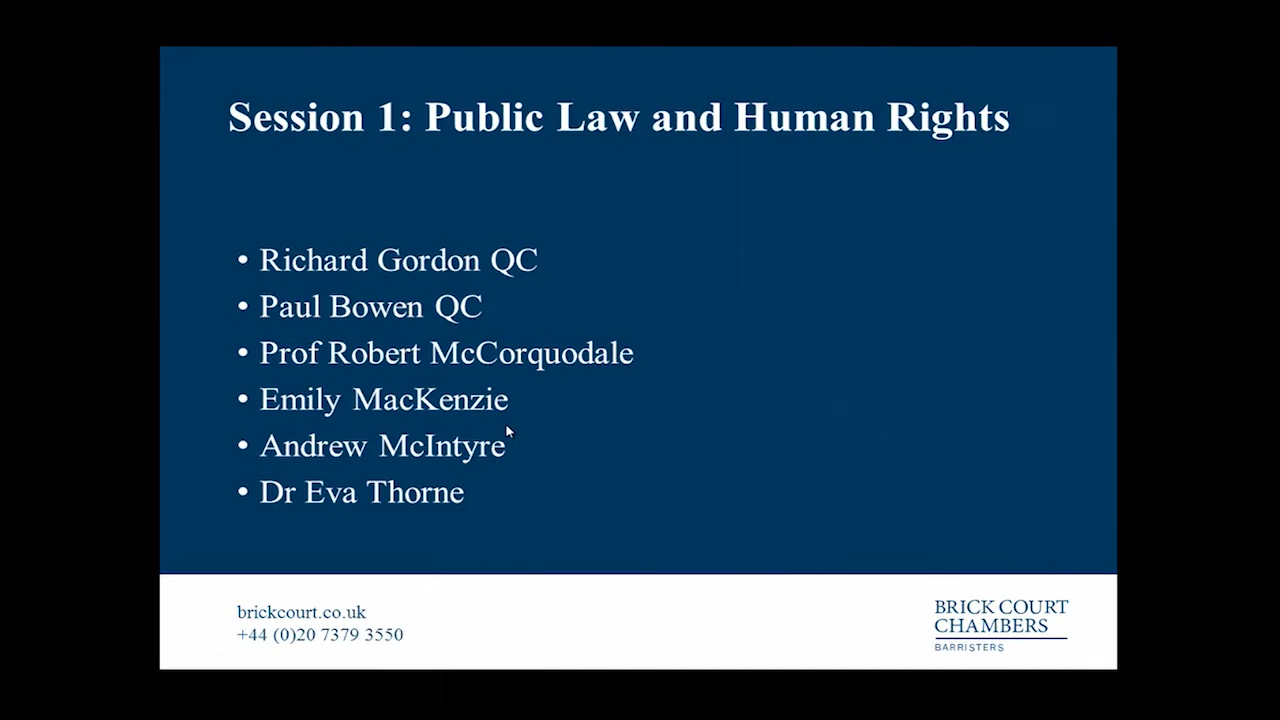 Session 1: Public Law and Human Rights
• Richard Gordon QC
• Paul Bowen QC
• Prof Robert McCorquodale
• Emily MacKenzie
• Andrew McIntyre
• Dr Eva Thorne
brickcourt.co.uk
+44 (0)20 7379 3550
BRICK COURT
CHAMBERS
BARRISTERS